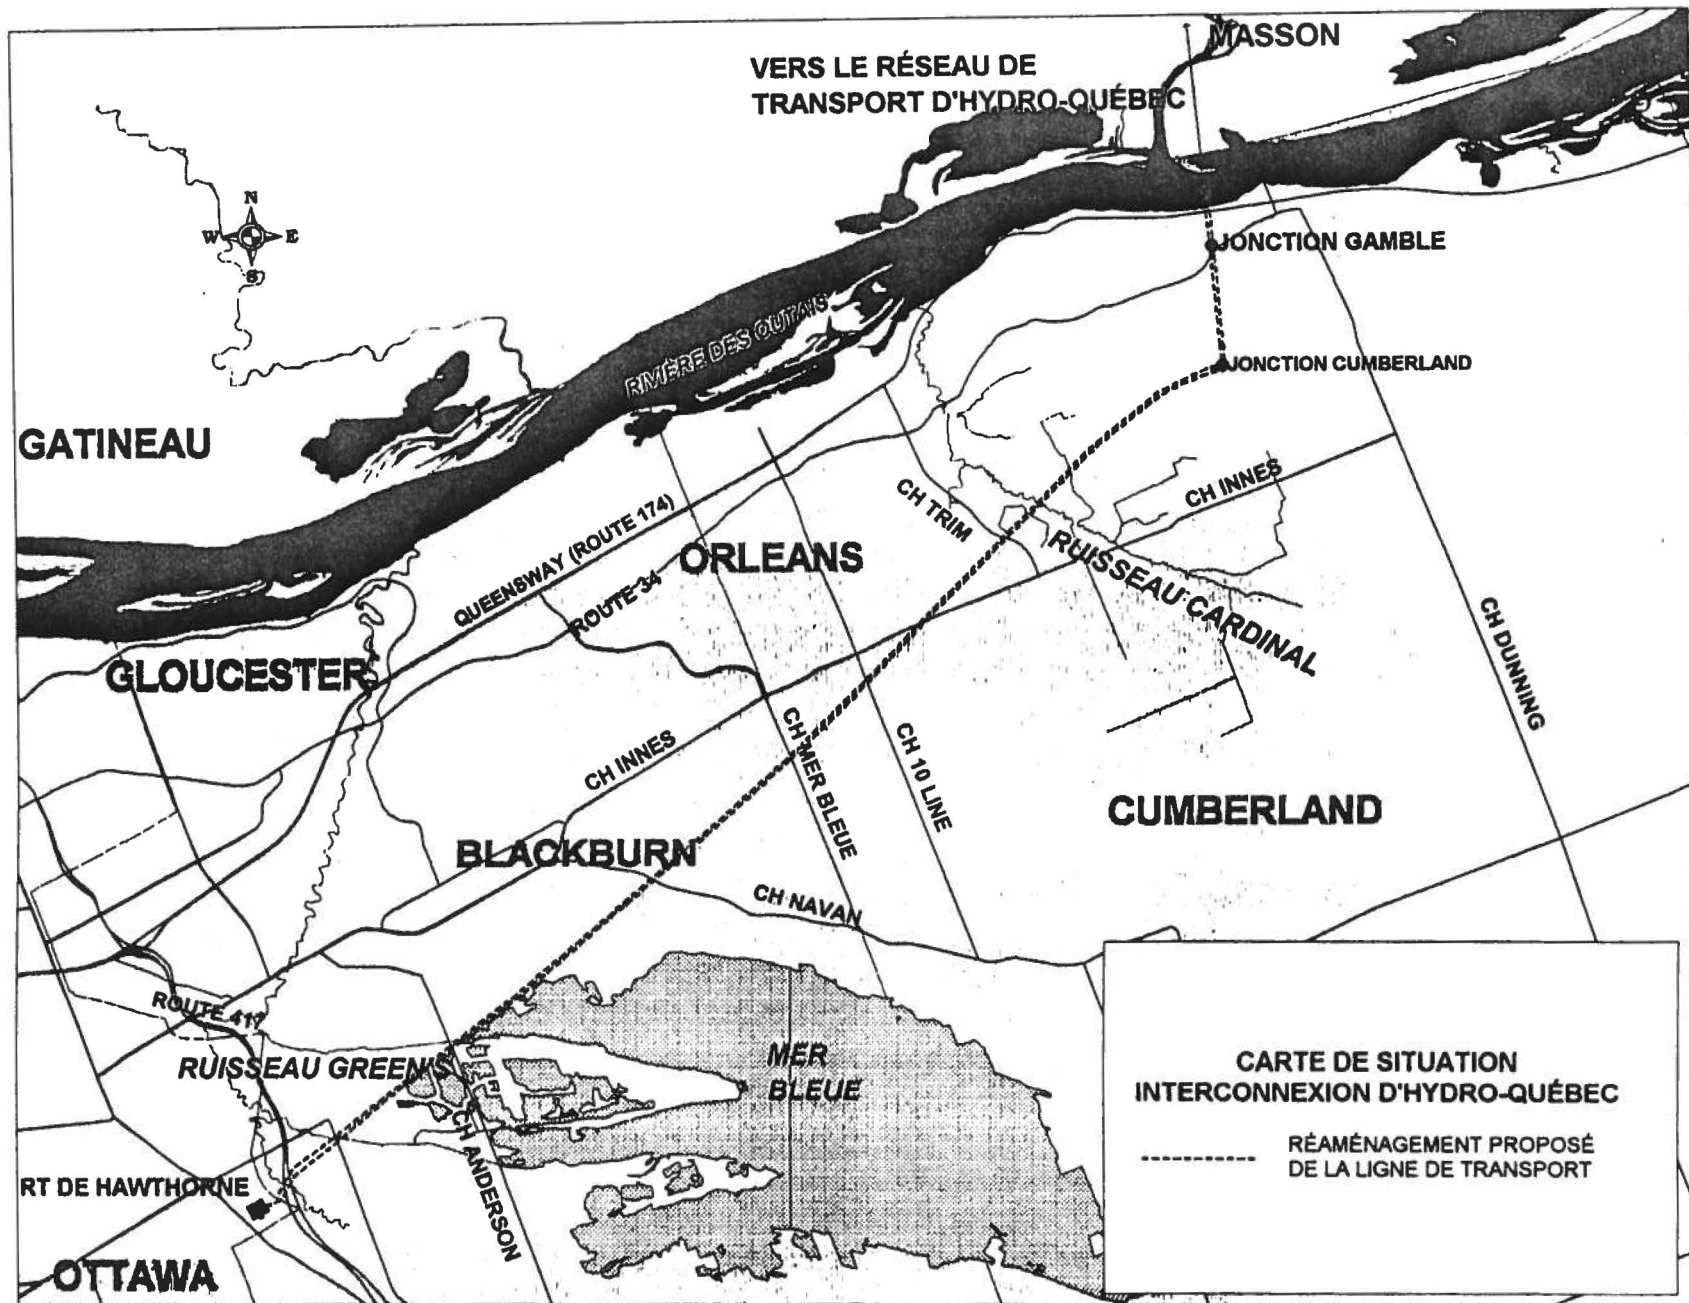 MASSON
VERS LE RÉSEAU DE
TRANSPORT D'HYDRO-QUÉBEC
N
W E
S
JONCTION GAMBLE
RIVIÈRE DES OUTAIS
JONCTION CUMBERLAND
GATINEAU
CH INNES
CH TRIM
QUEENSWAY (ROUTE 174)
ORLEANS
RUISSEAU CARDINAL
ROUTE 34
CH DUNNING
GLOUCESTER
CH MER BLEUE
CH 10 LINE
CH INNES
CUMBERLAND
BLACKBURN
CH NAVAN
ROUTE 417
RUISSEAU GREEN'S
MER
BLEUE
CH ANDERSON
RT DE HAWTHORNE
OTTAWA
CARTE DE SITUATION
INTERCONNEXION D'HYDRO-QUÉBEC
RÉAMÉNAGEMENT PROPOSÉ
DE LA LIGNE DE TRANSPORT